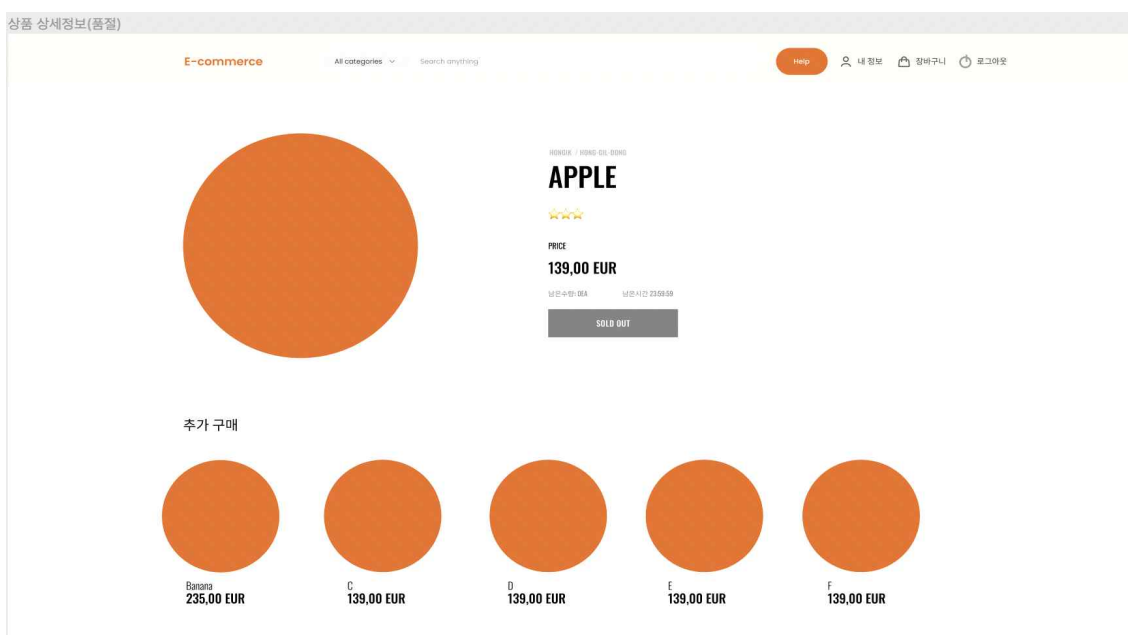 상품 상세정보(품절)
E-commerce All categories Search anything Help 내 정보 장바구니 로그아웃
HONGIK / HONG-GIL-DONG
APPLE
PRICE
139,00 EUR
남은수량: DEA 남은시간 23:59:59
SOLD OUT
추가 구매
Banana C D E F
235,00 EUR 139,00 EUR 139,00 EUR 139,00 EUR 139,00 EUR